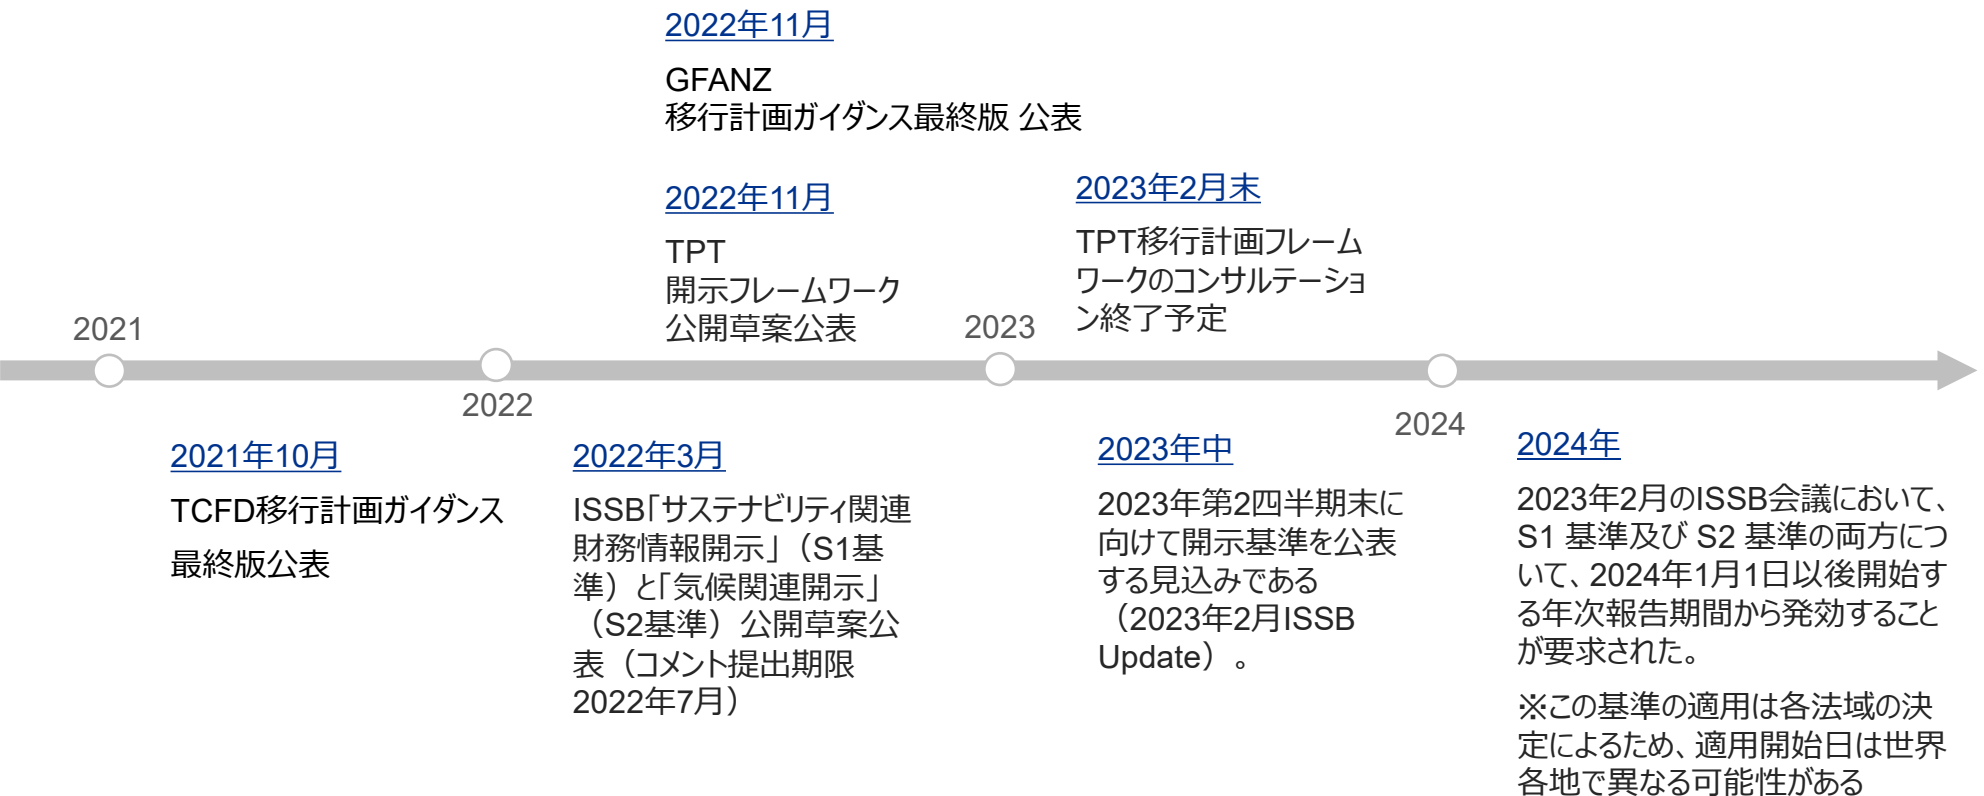 2022年11月
GFANZ
移行計画ガイダンス最終版 公表
2022年11月
TPT
開示フレームワーク
公開草案公表
2023年2月末
TPT移行計画フレーム
ワークのコンサルテーショ
ン終了予定
2021
2022
2023
2024
2021年10月
TCFD移行計画ガイダンス
最終版公表
2022年3月
ISSB「サステナビリティ関連
財務情報開示」（S1基
準）と「気候関連開示」
（S2基準）公開草案公
表（コメント提出期限
2022年7月）
2023年中
2023年第2四半期末に
向けて開示基準を公表
する見込みである
（2023年2月ISSB
Update）。
2024年
2023年2月のISSB会議において、
S1 基準及び S2 基準の両方につ
いて、2024年1月1日以後開始す
る年次報告期間から発効すること
が要求された。
※この基準の適用は各法域の決
定によるため、適用開始日は世界
各地で異なる可能性がある